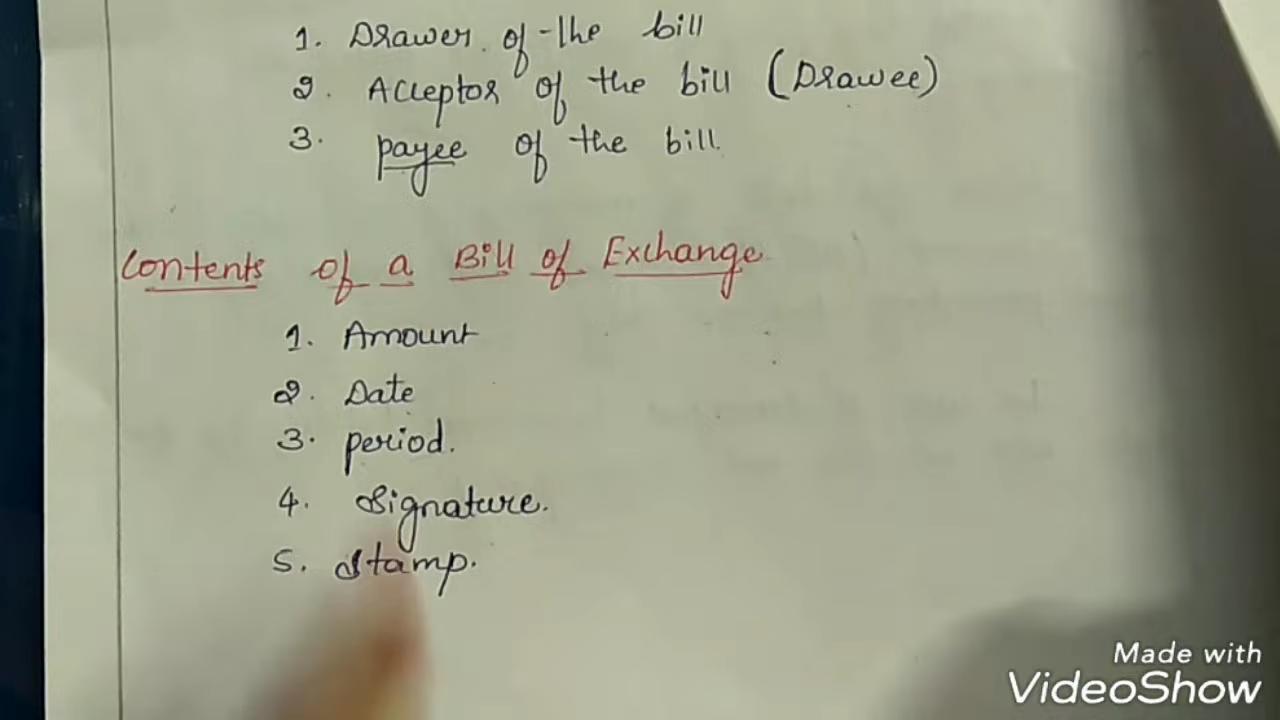 1. Drawer of the bill
2. Acceptor of the bill (Drawee)
3. payee of the bill.
Contents of a Bill of Exchange
1. Amount
2. Date
3. period.
4. Signature.
5. Stamp.
Made with
VideoShow